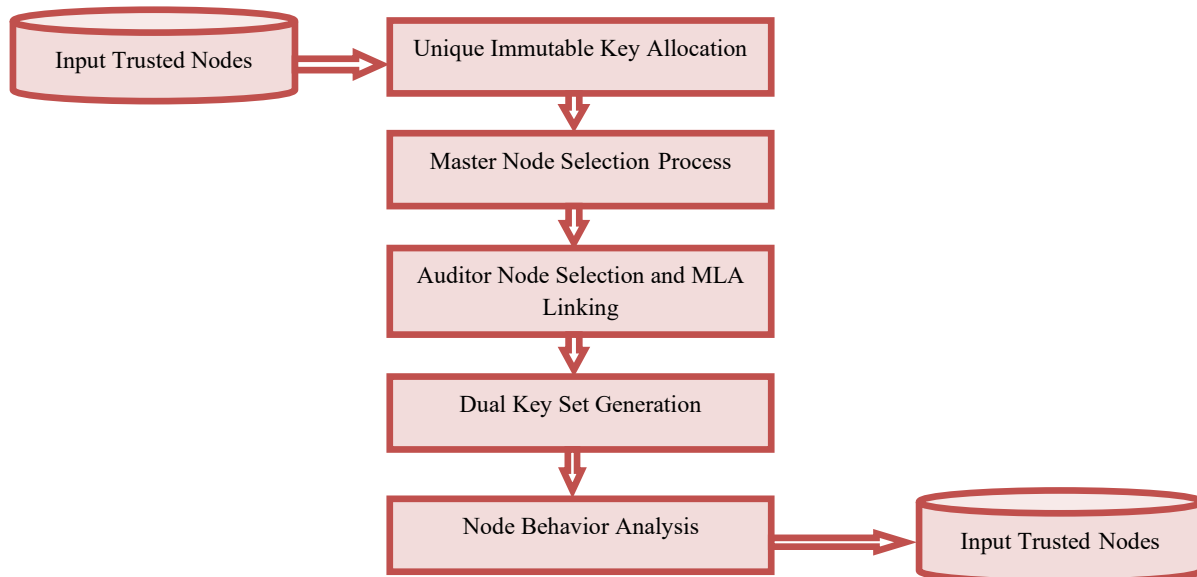 Input Trusted Nodes
Unique Immutable Key Allocation
Master Node Selection Process
Auditor Node Selection and MLA
Linking
Dual Key Set Generation
Node Behavior Analysis
Input Trusted Nodes